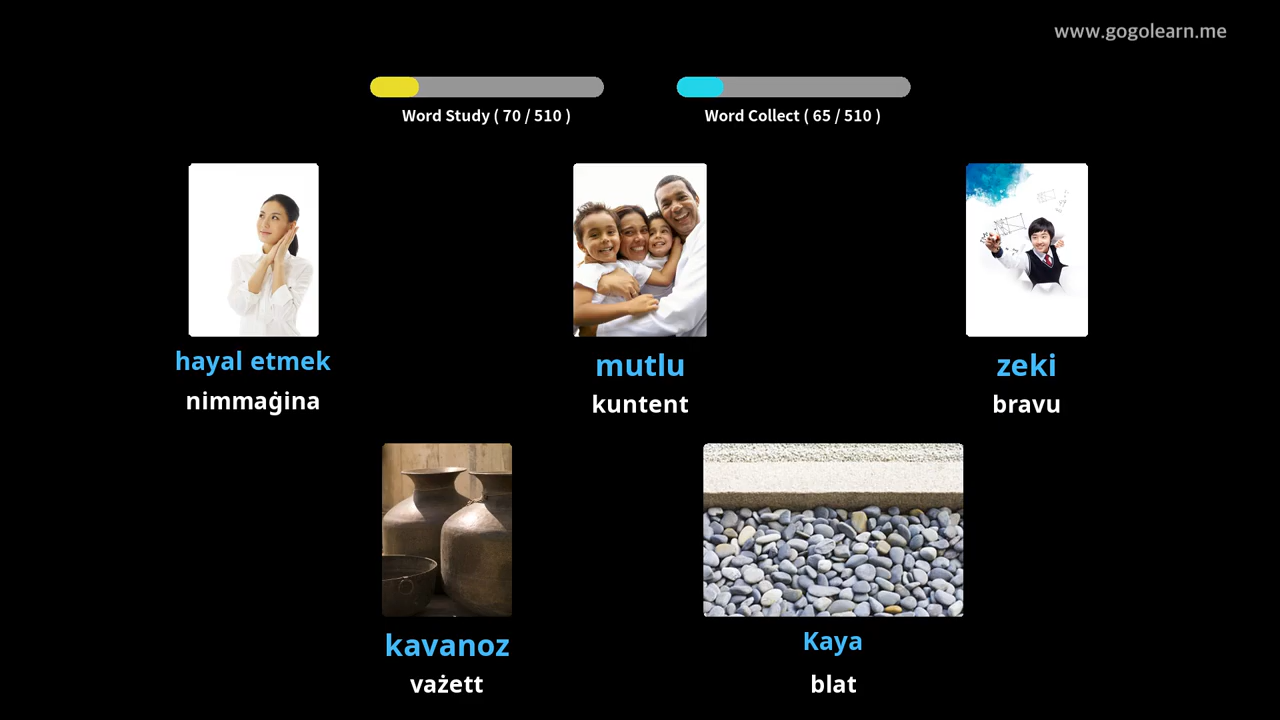 www.gogolearn.me
Word Study ( 70 / 510 )
Word Collect ( 65 / 510 )
hayal etmek
nimmaġina
mutlu
kuntent
zeki
bravu
kavanoz
važett
Kaya
blat